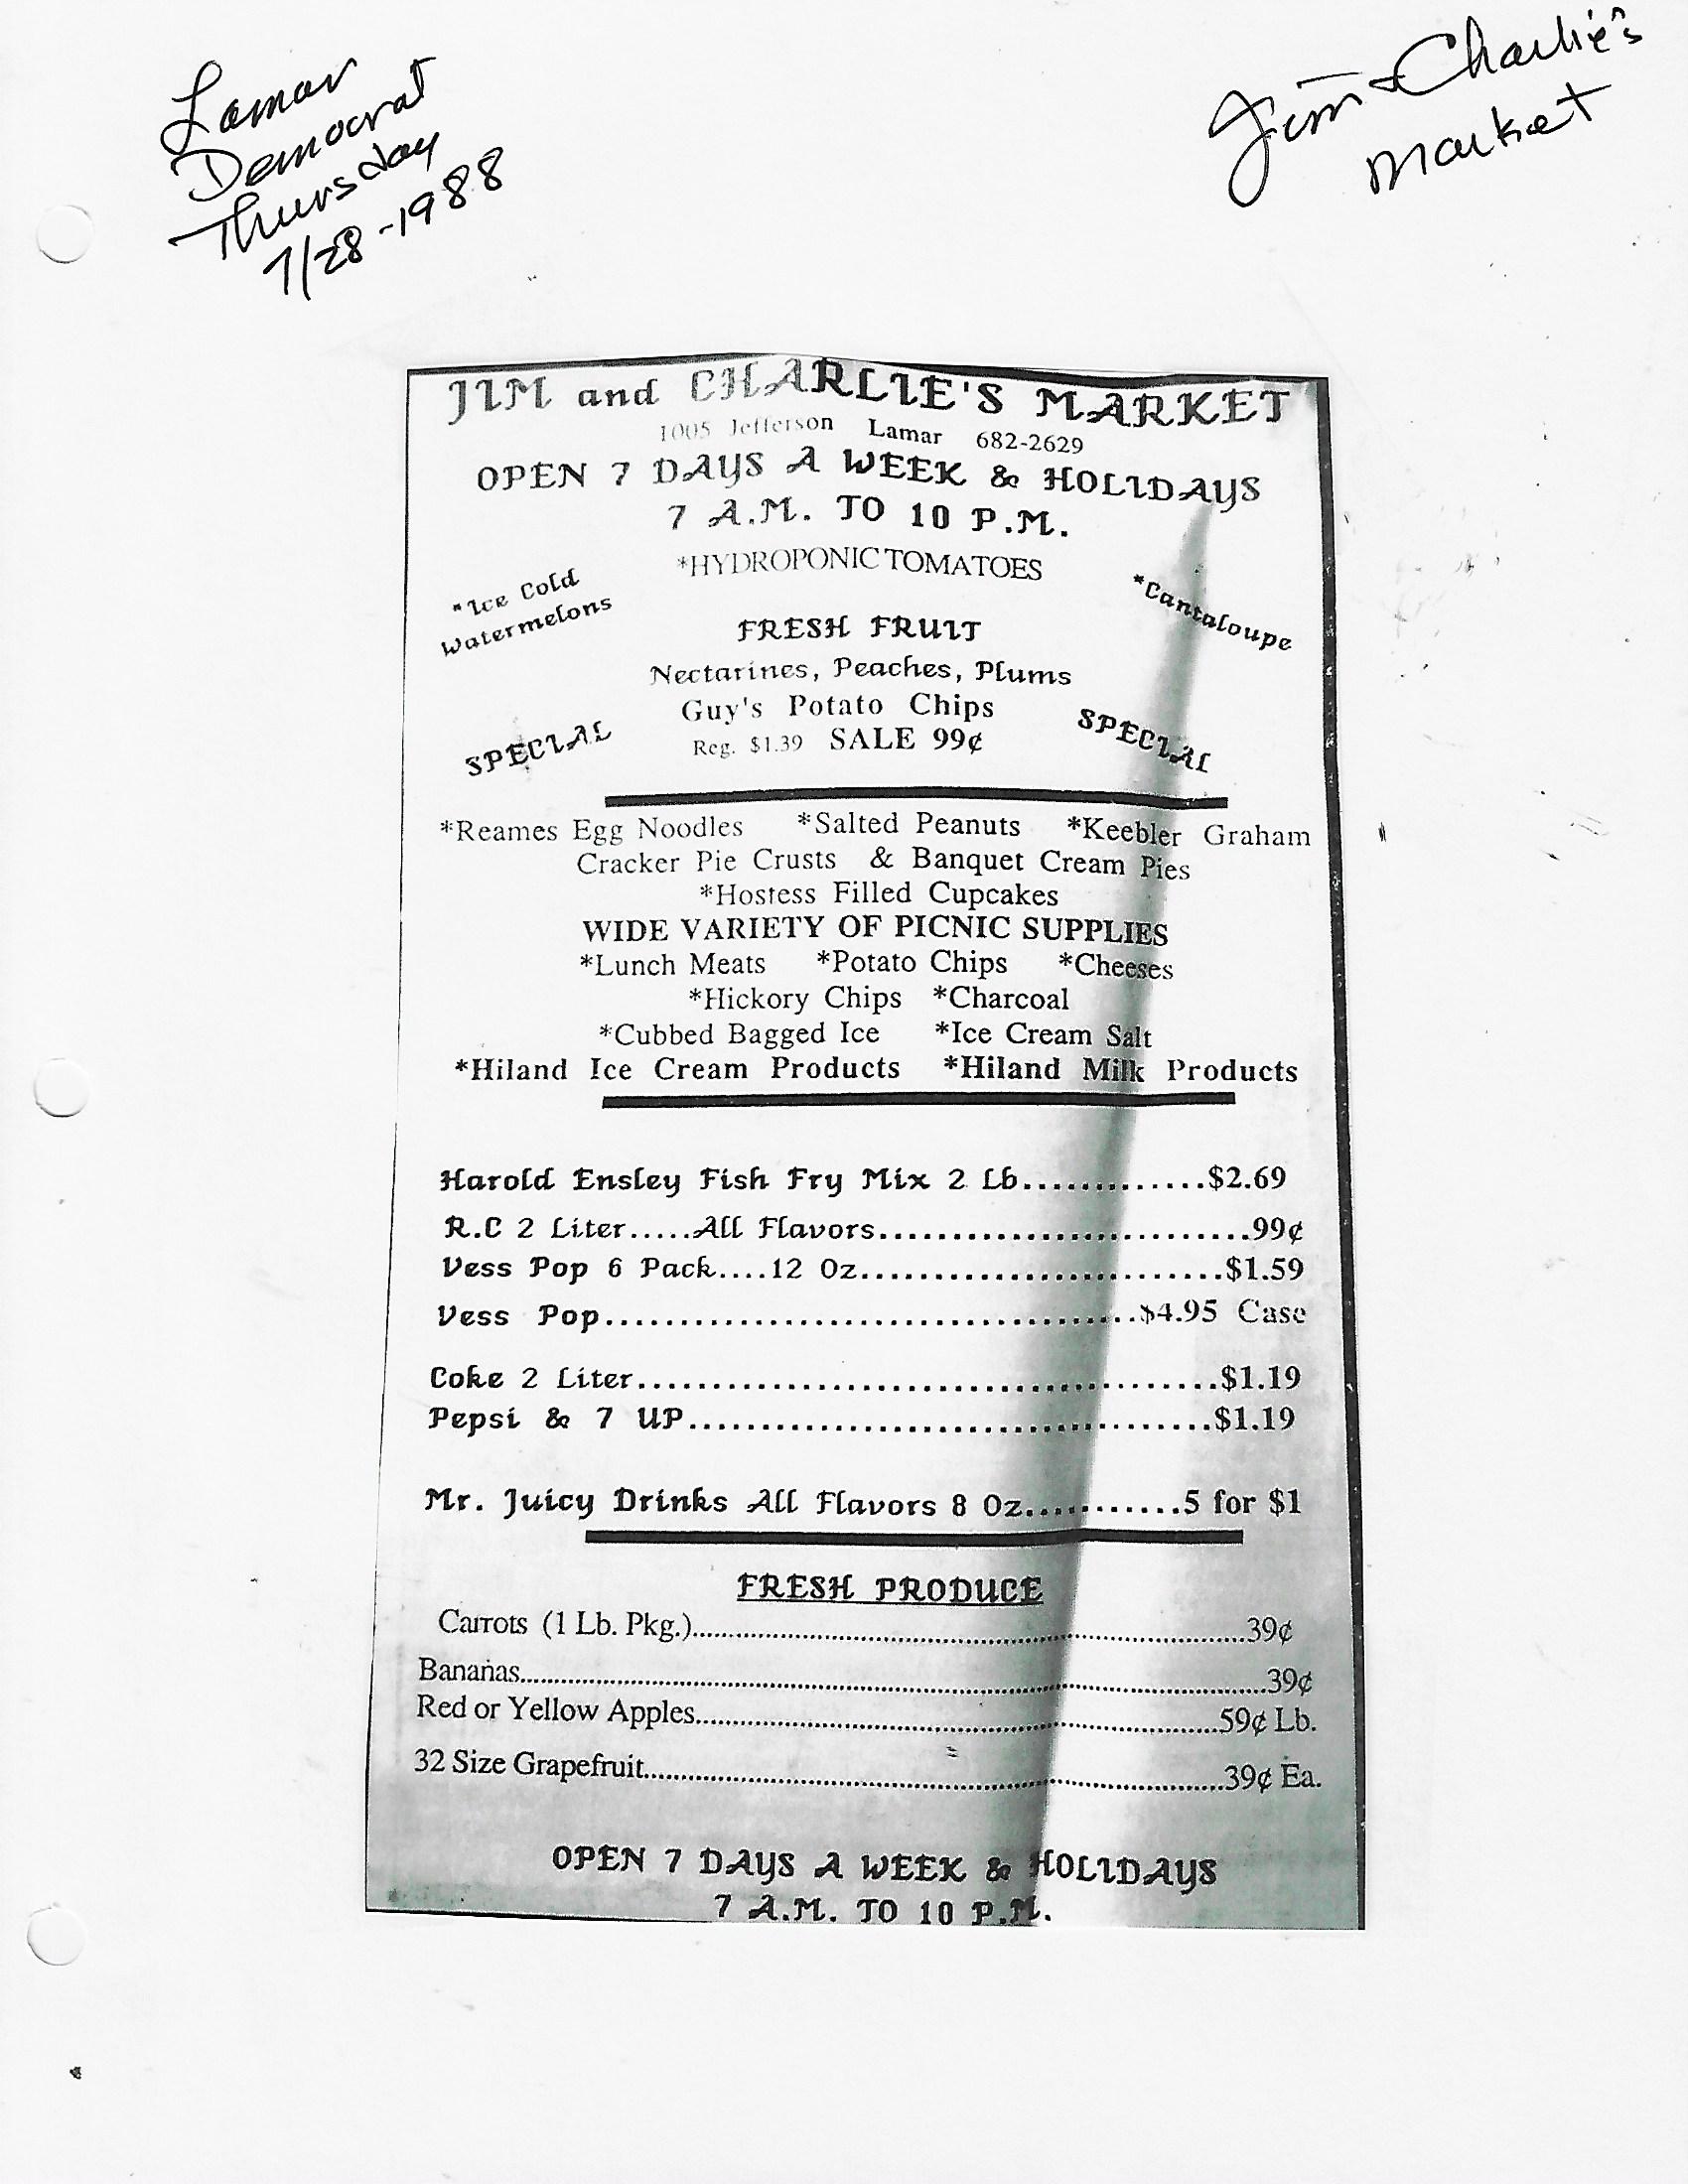 Lamar
Democrat
Thursday
7/28-1988
Jim & Charlie's
Market
JIM and CHARLIE'S MARKET
1005 Jefferson Lamar 682-2629
OPEN 7 DAYS A WEEK & HOLIDAYS
7 A.M. TO 10 P.M.
*HYDROPONIC TOMATOES
*Ice Cold
Watermelons
*Cantaloupe
FRESH FRUIT
Nectarines, Peaches, Plums
Guy's Potato Chips
SPECIAL
Reg. $1.39 SALE 99¢
SPECIAL
*Reames Egg Noodles *Salted Peanuts *Keebler Graham
Cracker Pie Crusts & Banquet Cream Pies
*Hostess Filled Cupcakes
WIDE VARIETY OF PICNIC SUPPLIES
*Lunch Meats *Potato Chips *Cheeses
*Hickory Chips *Charcoal
*Cubbed Bagged Ice *Ice Cream Salt
*Hiland Ice Cream Products *Hiland Milk Products
Harold Ensley Fish Fry Mix 2 Lb.............$2.69
R.C 2 Liter.....All Flavors..........................99¢
Vess Pop 6 Pack....12 Oz.........................$1.59
Vess Pop.....................................$4.95 Case
Coke 2 Liter........................................$1.19
Pepsi & 7 UP....................................$1.19
Mr. Juicy Drinks All Flavors 8 Oz...........5 for $1
FRESH PRODUCE
Carrots (1 Lb. Pkg.)..........................................39¢
Bananas..........................................39¢
Red or Yellow Apples..........................................59¢ Lb.
32 Size Grapefruit..........................................39¢ Ea.
OPEN 7 DAYS A WEEK & HOLIDAYS
7 A.M. TO 10 P.M.